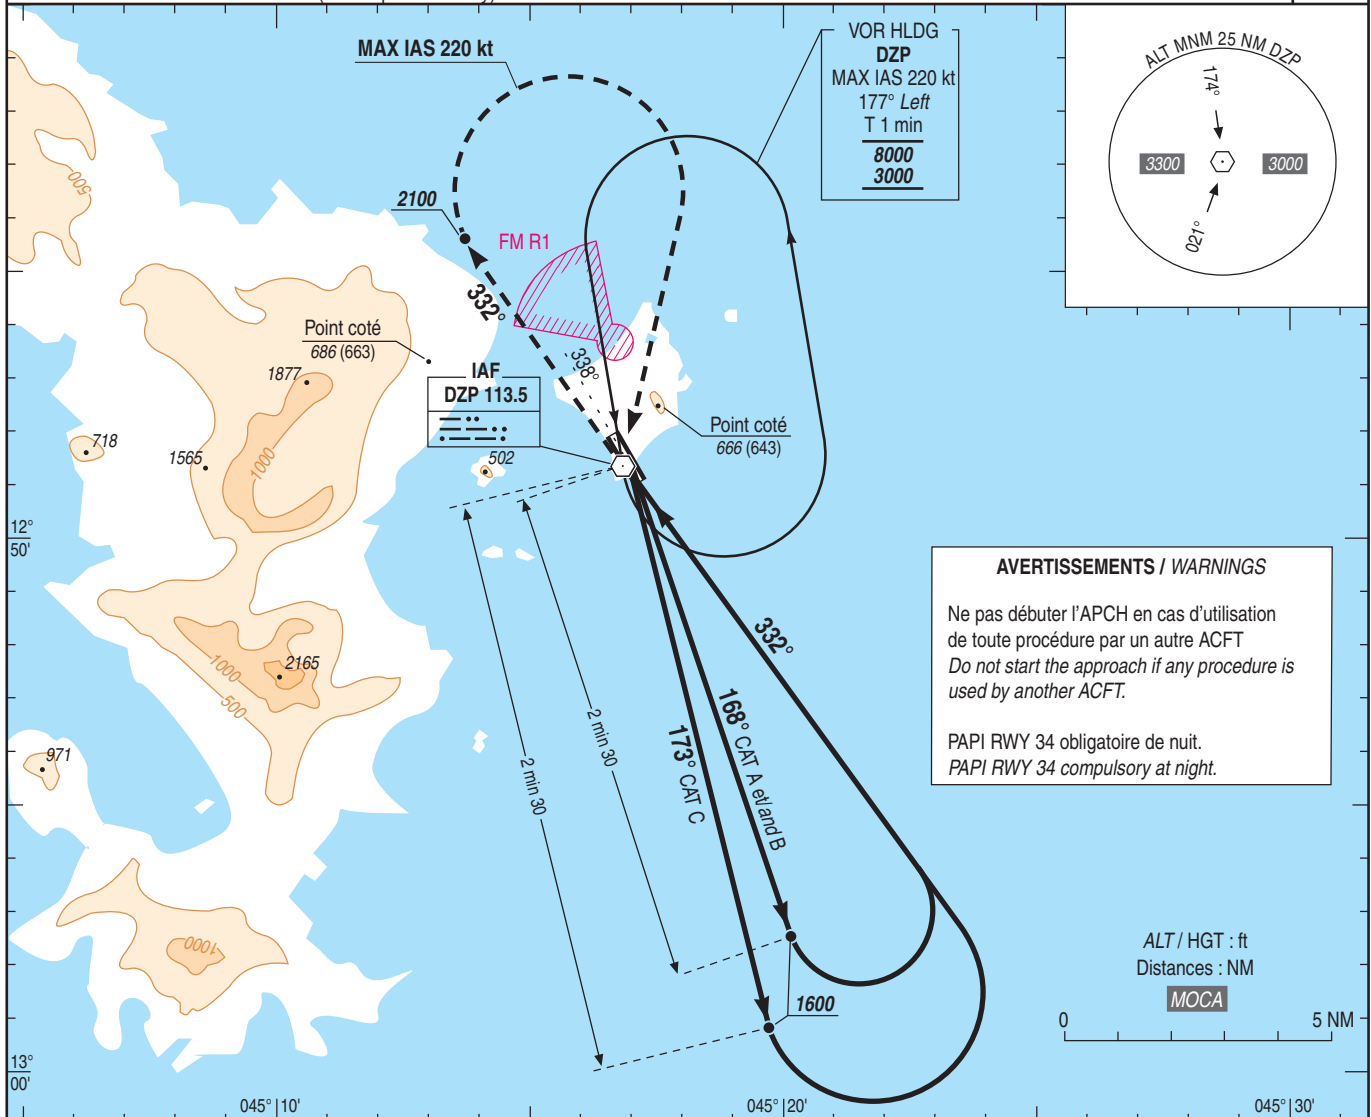 MAX IAS 220 kt
VOR HLDG
DZP
MAX IAS 220 kt
177° Left
T 1 min
8000
3000
ALT MNM 25 NM DZP
174°
3300
3000
021°
500
2100
FM R1
332°
338°
Point coté
686 (663)
1877
IAF
DZP 113.5
Point coté
666 (643)
718
1565
1000
502
12°
50'
AVERTISSEMENTS / WARNINGS
Ne pas débuter l'APCH en cas d'utilisation
de toute procédure par un autre ACFT
Do not start the approach if any procedure is
used by another ACFT.
PAPI RWY 34 obligatoire de nuit.
PAPI RWY 34 compulsory at night.
332°
1000
2165
500
168° CAT A et/and B
173° CAT C
2 min 30
2 min 30
971
1000
1600
ALT / HGT : ft
Distances : NM
MOCA
0
5 NM
13°
00'
045° 10'
045° 20'
045° 30'